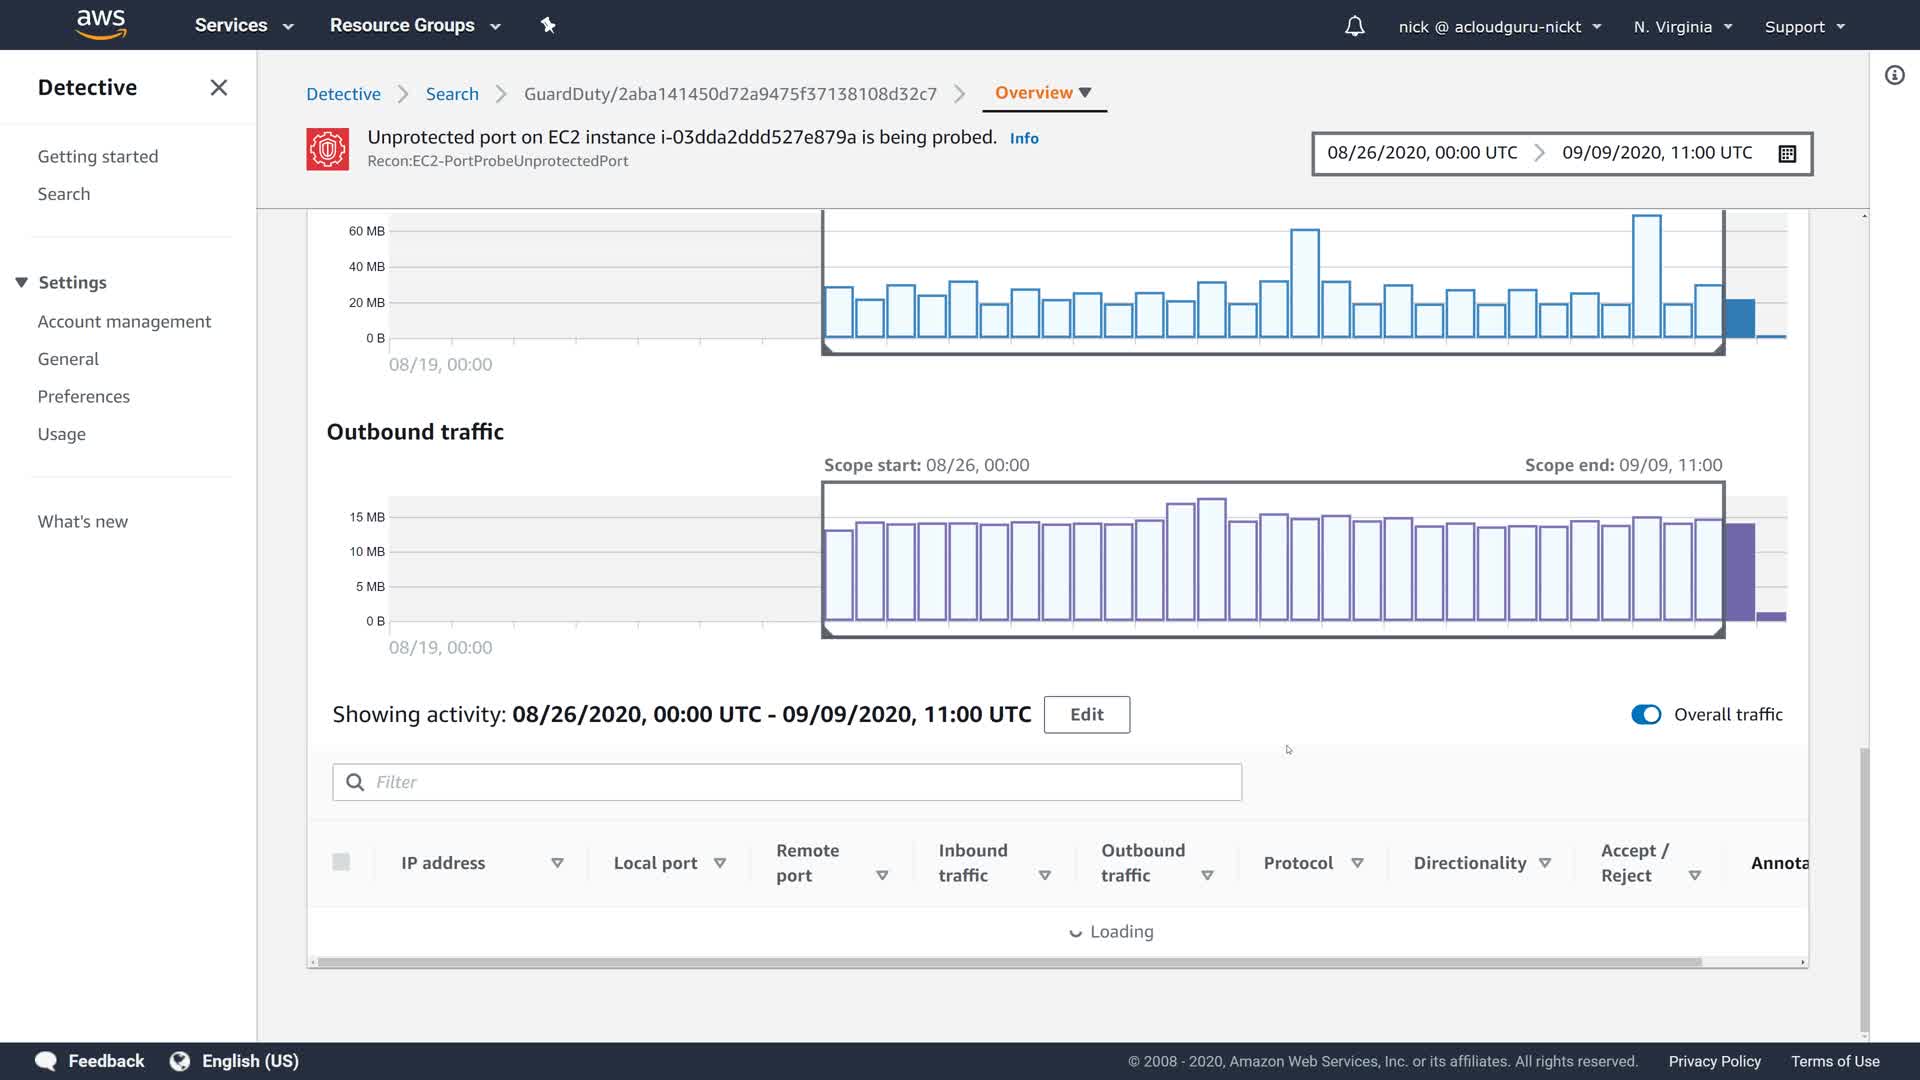 aws Services Resource Groups nick @ acloudguru-nickt N. Virginia Support
Detective
Getting started
Search
Settings
Account management
General
Preferences
Usage
What's new
Detective Search GuardDuty/2aba141450d72a9475f37138108d32c7 Overview
Unprotected port on EC2 instance i-03dda2ddd527e879a is being probed. Info
Recon:EC2-PortProbeUnprotectedPort
08/26/2020, 00:00 UTC 09/09/2020, 11:00 UTC
60 MB
40 MB
20 MB
0 B
08/19, 00:00
Outbound traffic
Scope start: 08/26, 00:00 Scope end: 09/09, 11:00
15 MB
10 MB
5 MB
0 B
08/19, 00:00
Showing activity: 08/26/2020, 00:00 UTC - 09/09/2020, 11:00 UTC Edit Overall traffic
Filter
IP address
Local port
Remote
port
Inbound
traffic
Outbound
traffic
Protocol
Directionality
Accept /
Reject
Annota
Loading
Feedback English (US) © 2008 - 2020, Amazon Web Services, Inc. or its affiliates. All rights reserved. Privacy Policy Terms of Use